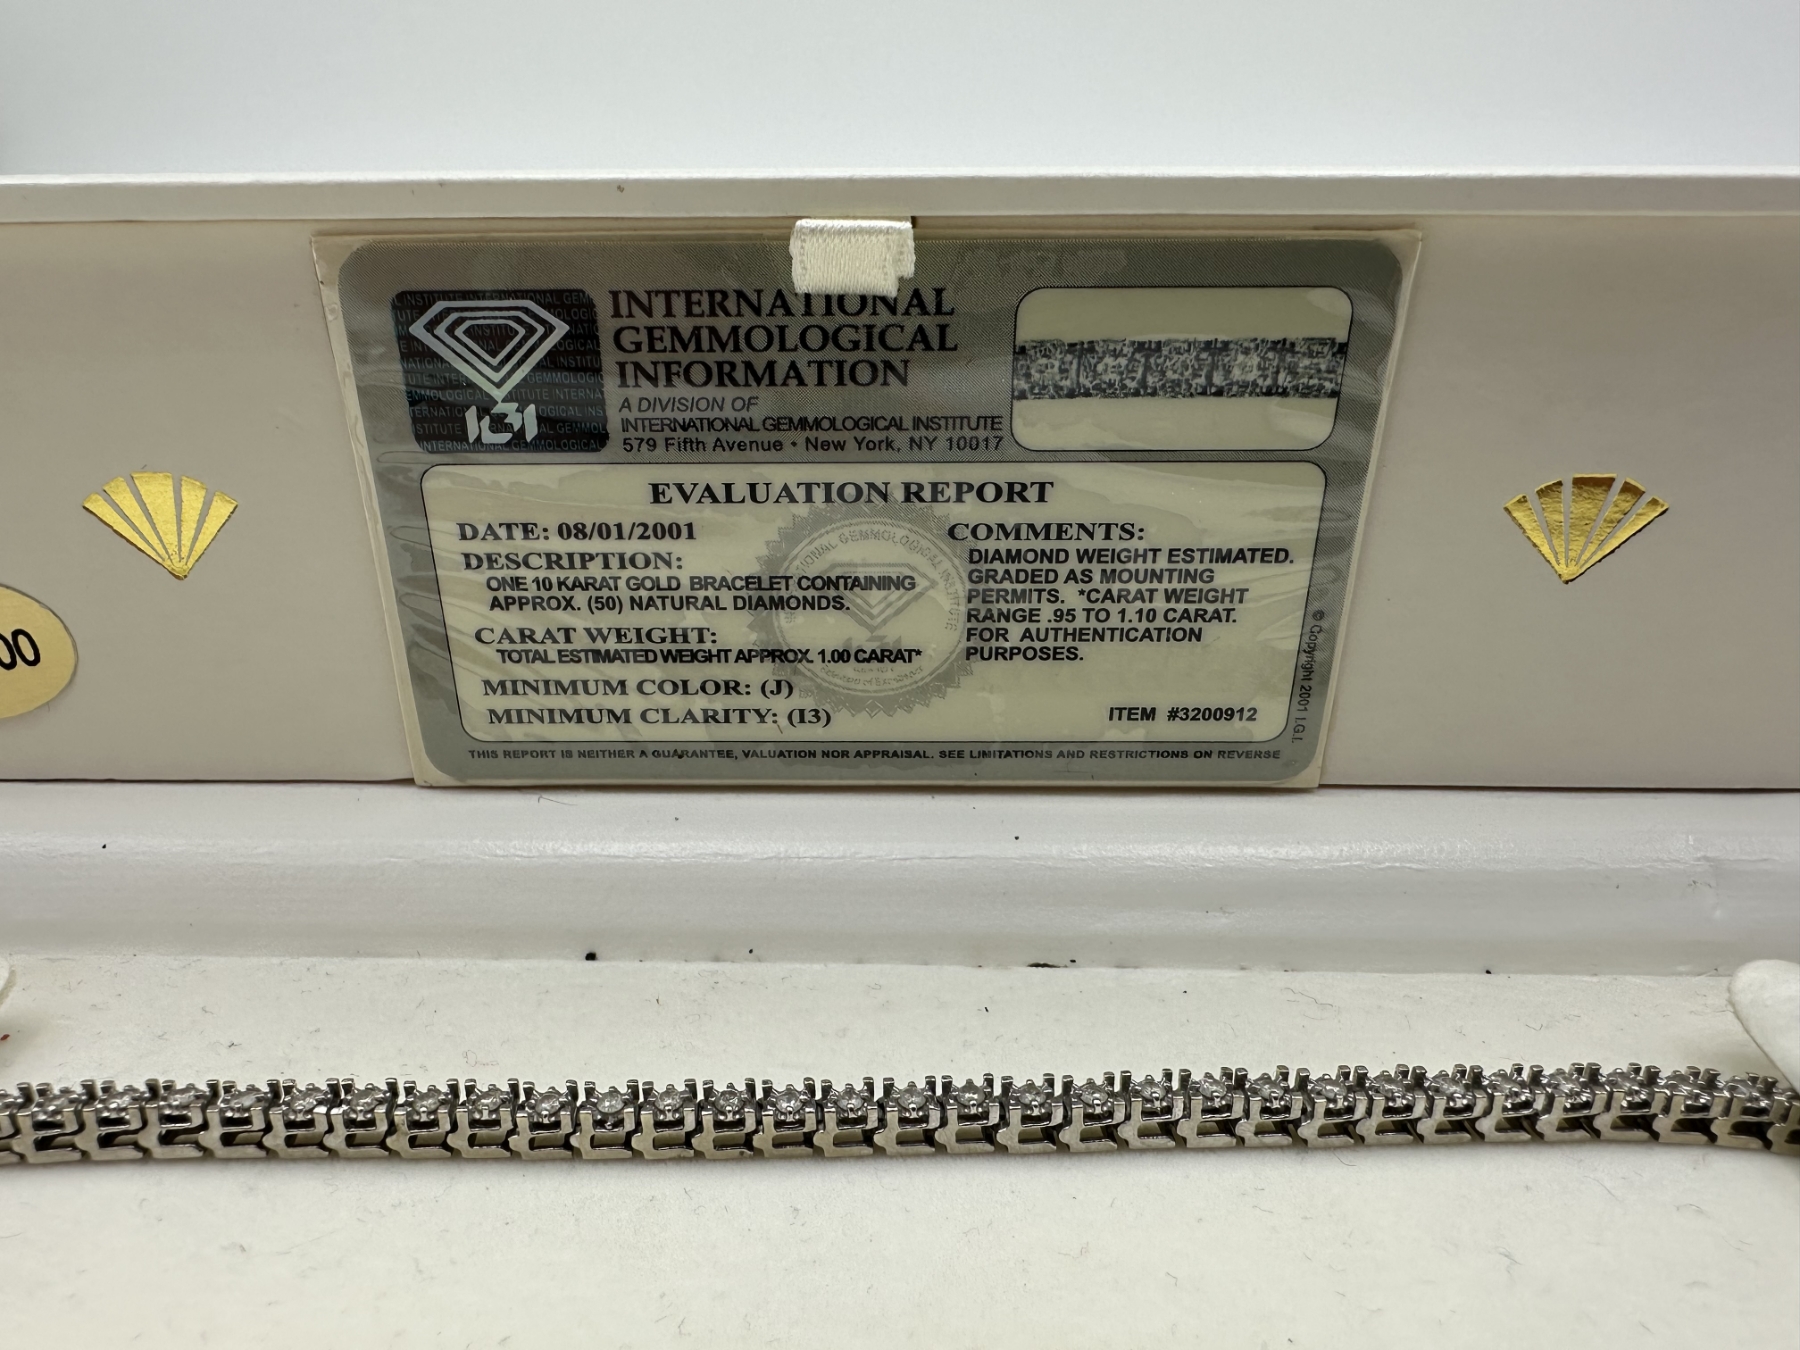 INTERNATIONAL
GEMMOLOGICAL
INFORMATION
A DIVISION OF
INTERNATIONAL GEMMOLOGICAL INSTITUTE
579 Fifth Avenue • New York, NY 10017
EVALUATION REPORT
DATE: 08/01/2001
DESCRIPTION:
ONE 10 KARAT GOLD BRACELET CONTAINING
APPROX. (50) NATURAL DIAMONDS.
CARAT WEIGHT:
TOTAL ESTIMATED WEIGHT APPROX. 1.00 CARAT*
MINIMUM COLOR: (J)
MINIMUM CLARITY: (I3)
COMMENTS:
DIAMOND WEIGHT ESTIMATED.
GRADED AS MOUNTING
PERMITS. *CARAT WEIGHT
RANGE .95 TO 1.10 CARAT.
FOR AUTHENTICATION
PURPOSES.
ITEM #3200912
© Copyright 2001 I.G.I.
THIS REPORT IS NEITHER A GUARANTEE, VALUATION NOR APPRAISAL. SEE LIMITATIONS AND RESTRICTIONS ON REVERSE
00